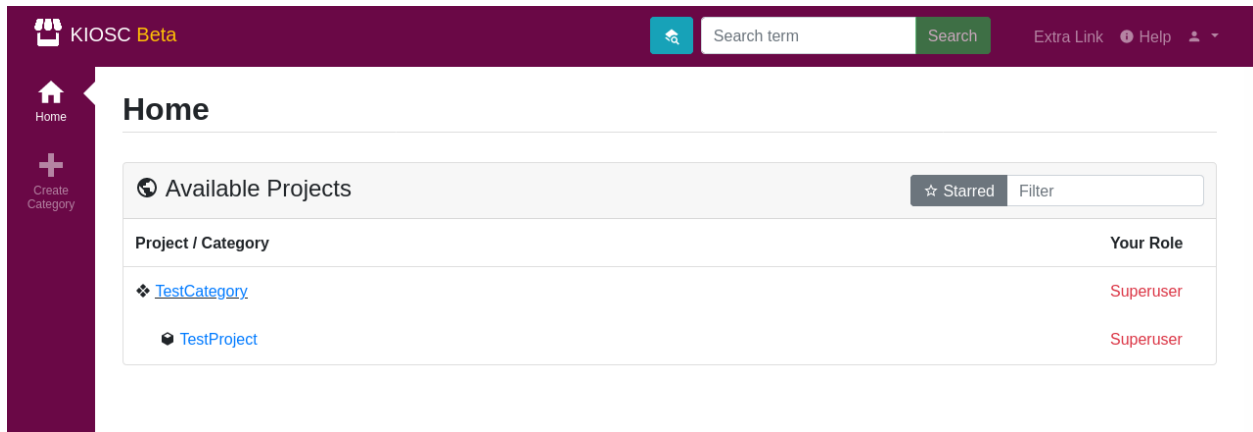 KIOSC Beta
Search term
Search
Extra Link
Help
Home
Create
Category
Home
Available Projects
Starred
Filter
Project / Category
Your Role
TestCategory
Superuser
TestProject
Superuser